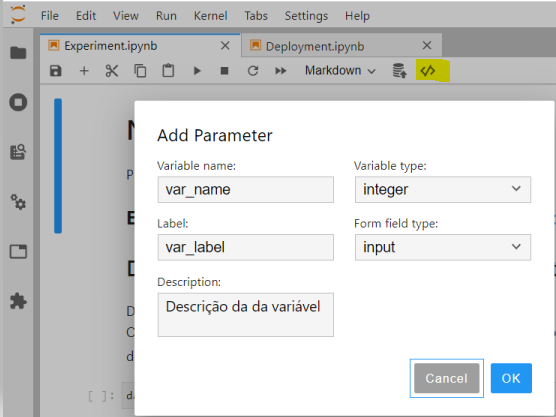 File Edit View Run Kernel Tabs Settings Help
Experiment.ipynb Deployment.ipynb
Markdown
Add Parameter
Variable name: Variable type:
var_name integer
Label: Form field type:
var_label input
Description:
Descrição da da variável
Cancel OK
[ ]: